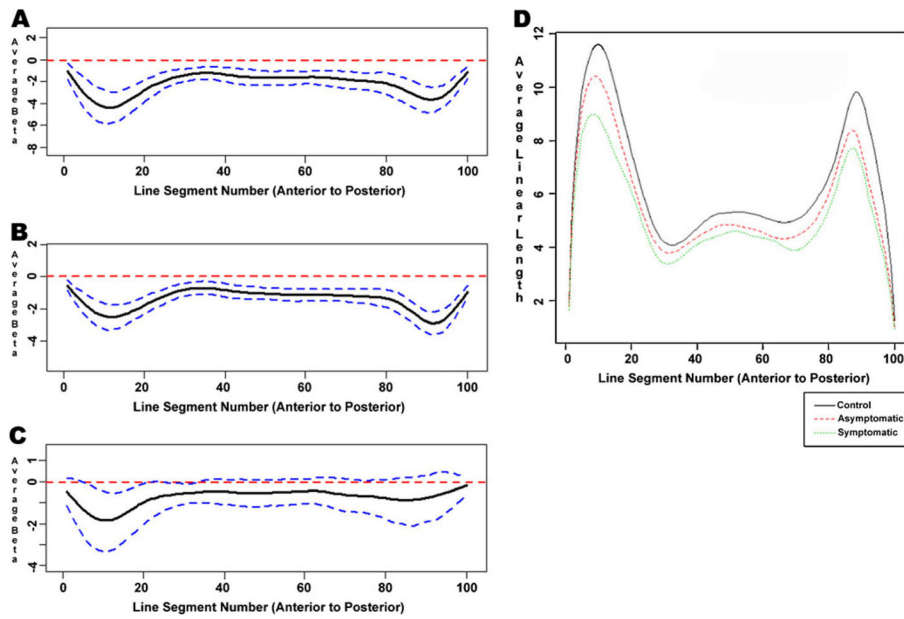 A
Average Beta
2
0
-2
-4
-6
-8
0 20 40 60 80 100
Line Segment Number (Anterior to Posterior)
B
Average Beta
2
0
-2
-4
0 20 40 60 80 100
Line Segment Number (Anterior to Posterior)
C
Average Beta
1
0
-2
-4
0 20 40 60 80 100
Line Segment Number (Anterior to Posterior)
D
Average Linear Length
12
10
8
6
4
2
0 20 40 60 80 100
Line Segment Number (Anterior to Posterior)
Control
Asymptomatic
Symptomatic